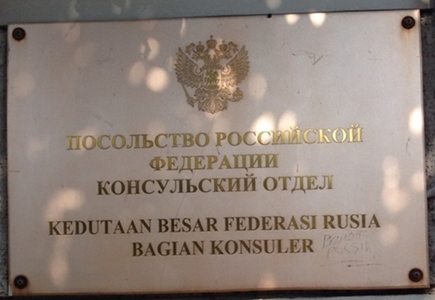 ПОСОЛЬСТВО РОССИЙСКОЙ
ФЕДЕРАЦИИ
КОНСУЛЬСКИЙ ОТДЕЛ
KEDUTAAN BESAR FEDERASI RUSIA
BAGIAN KONSULER